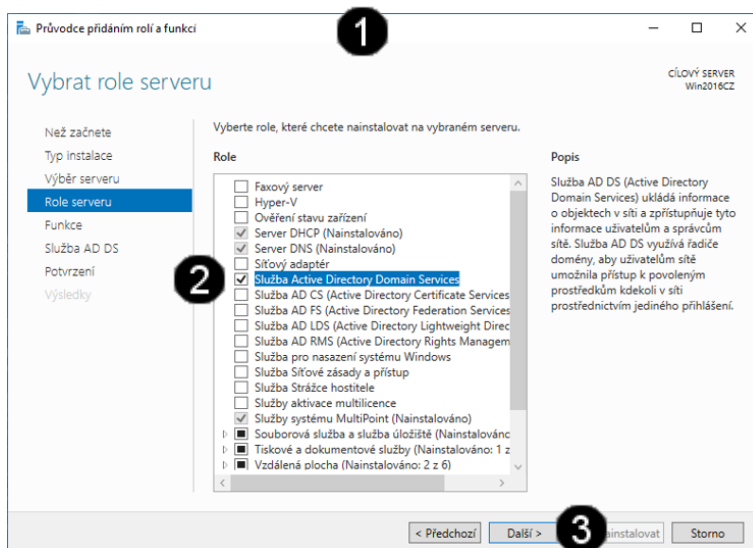 Průvodce přidáním rolí a funkcí
1
Vybrat role serveru
CÍLOVÝ SERVER
Win2016CZ
Než začnete
Typ instalace
Výběr serveru
Role serveru
Funkce
Služba AD DS
Potvrzení
Výsledky
Vyberte role, které chcete nainstalovat na vybraném serveru.
Role
Faxový server
Hyper-V
Ověření stavu zařízení
Server DHCP (Nainstalováno)
Server DNS (Nainstalováno)
Síťový adaptér
2
Služba Active Directory Domain Services
Služba AD CS (Active Directory Certificate Services
Služba AD FS (Active Directory Federation Services
Služba AD LDS (Active Directory Lightweight Direc
Služba AD RMS (Active Directory Rights Managem
Služba pro nasazení systému Windows
Služba Síťové zásady a přístup
Služba Strážce hostitele
Služby aktivace multilicence
Služby systému MultiPoint (Nainstalováno)
Souborová služba a služba úložiště (Nainstalováno
Tiskové a dokumentové služby (Nainstalováno: 1 z
Vzdálená plocha (Nainstalováno: 2 z 6)
Popis
Služba AD DS (Active Directory
Domain Services) ukládá informace
o objektech v síti a zpřístupňuje tyto
informace uživatelům a správcům
sítě. Služba AD DS využívá řadiče
domény, aby uživatelům sítě
umožnila přístup k povoleným
prostředkům kdekoli v síti
prostřednictvím jediného přihlášení.
< Předchozí
Další >
3
ainstalovat
Storno